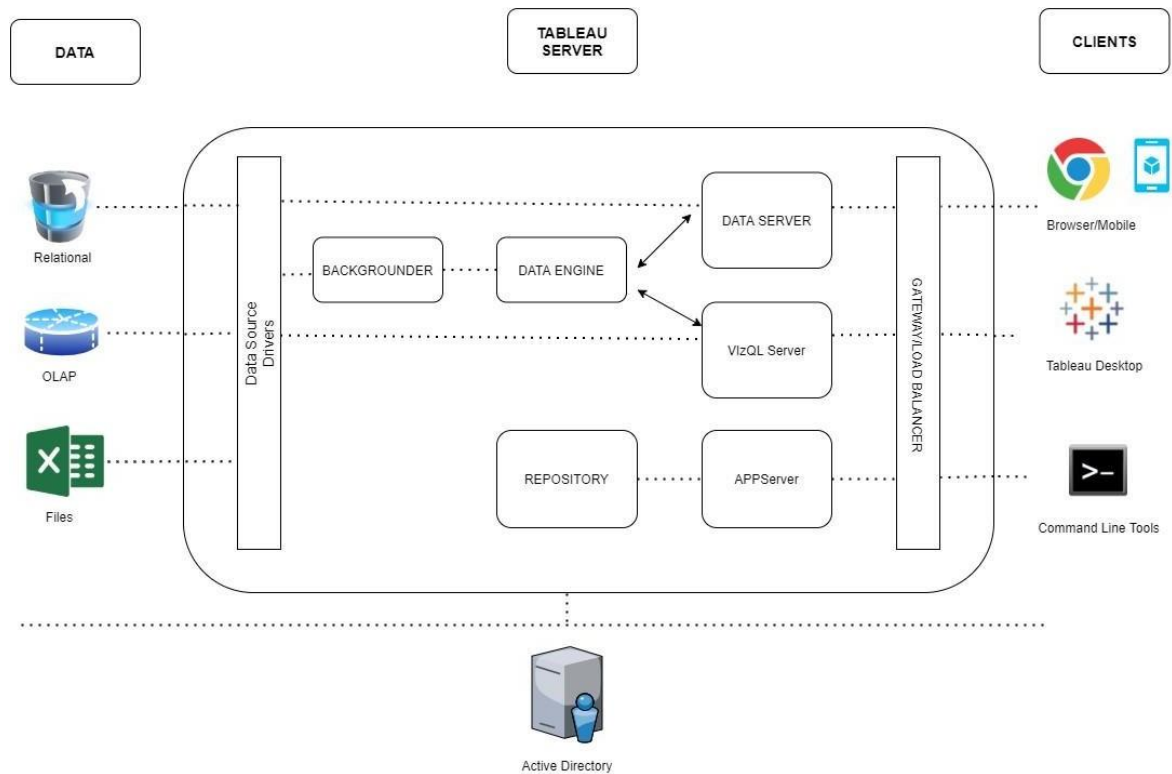 DATA
TABLEAU
SERVER
CLIENTS
Relational
OLAP
Files
Data Source
Drivers
BACKGROUNDER
DATA ENGINE
DATA SERVER
VIzQL Server
REPOSITORY
APPServer
GATEWAY/LOAD BALANCER
Browser/Mobile
Tableau Desktop
>-
Command Line Tools
Active Directory